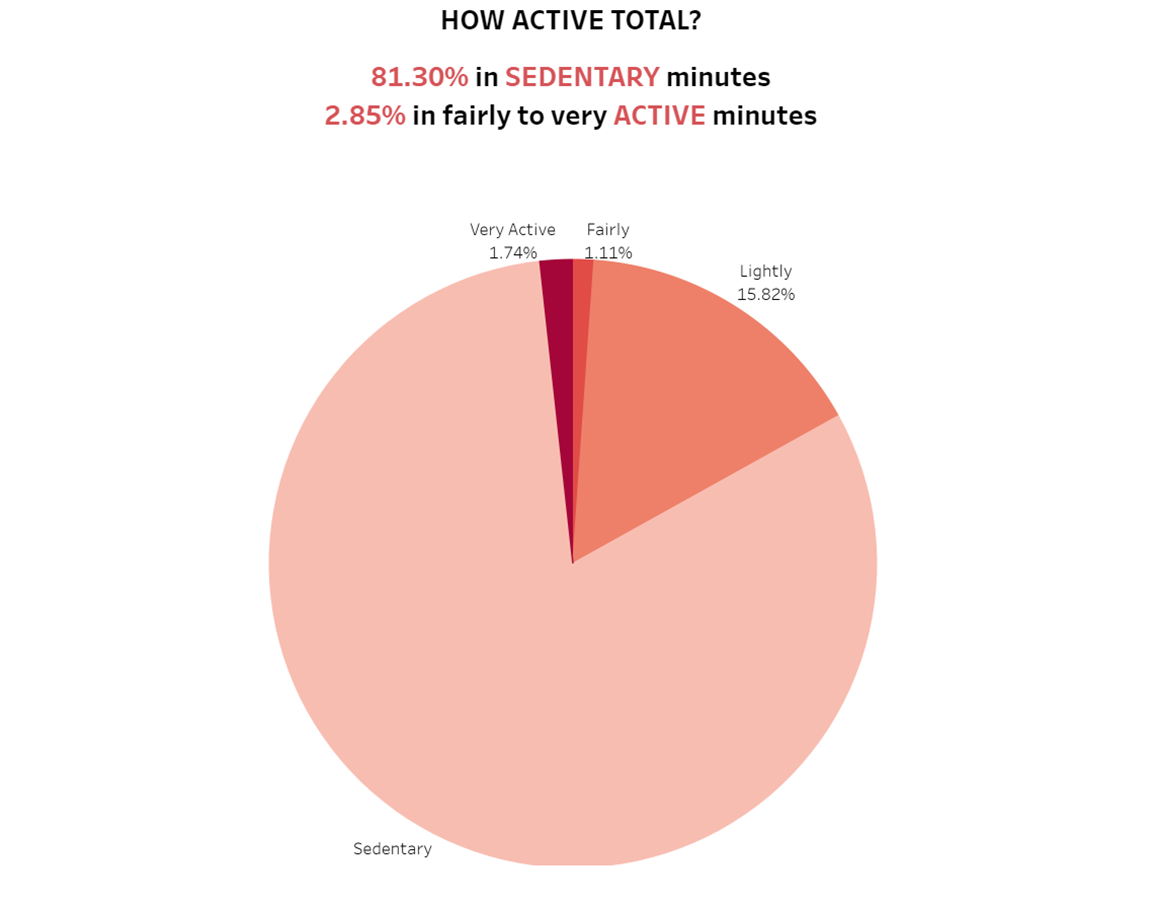 HOW ACTIVE TOTAL?
81.30% in SEDENTARY minutes
2.85% in fairly to very ACTIVE minutes
Very Active
1.74%
Fairly
1.11%
Lightly
15.82%
Sedentary